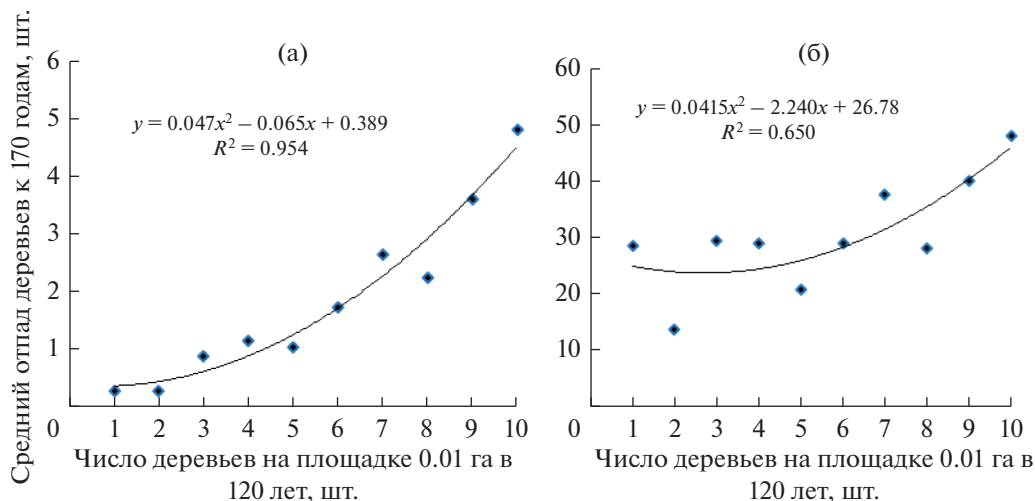 Средний отпад деревьев к 170 годам, шт.
(а)
6
5
4
3
2
1
0
y = 0.047x² – 0.065x + 0.389
R² = 0.954
1 2 3 4 5 6 7 8 9 10
Число деревьев на площадке 0.01 га в
120 лет, шт.
(б)
60
50
40
30
20
10
0
y = 0.0415x² – 2.240x + 26.78
R² = 0.650
1 2 3 4 5 6 7 8 9 10
Число деревьев на площадке 0.01 га в
120 лет, шт.